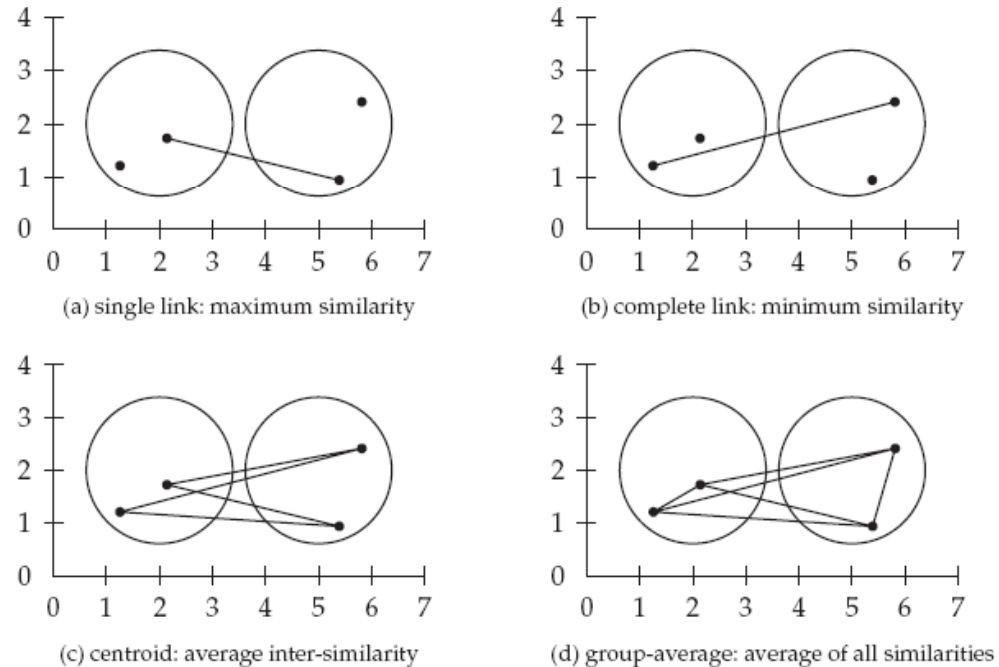 4
3
2
1
0
0 1 2 3 4 5 6 7
(a) single link: maximum similarity
4
3
2
1
0
0 1 2 3 4 5 6 7
(b) complete link: minimum similarity
4
3
2
1
0
0 1 2 3 4 5 6 7
(c) centroid: average inter-similarity
4
3
2
1
0
0 1 2 3 4 5 6 7
(d) group-average: average of all similarities